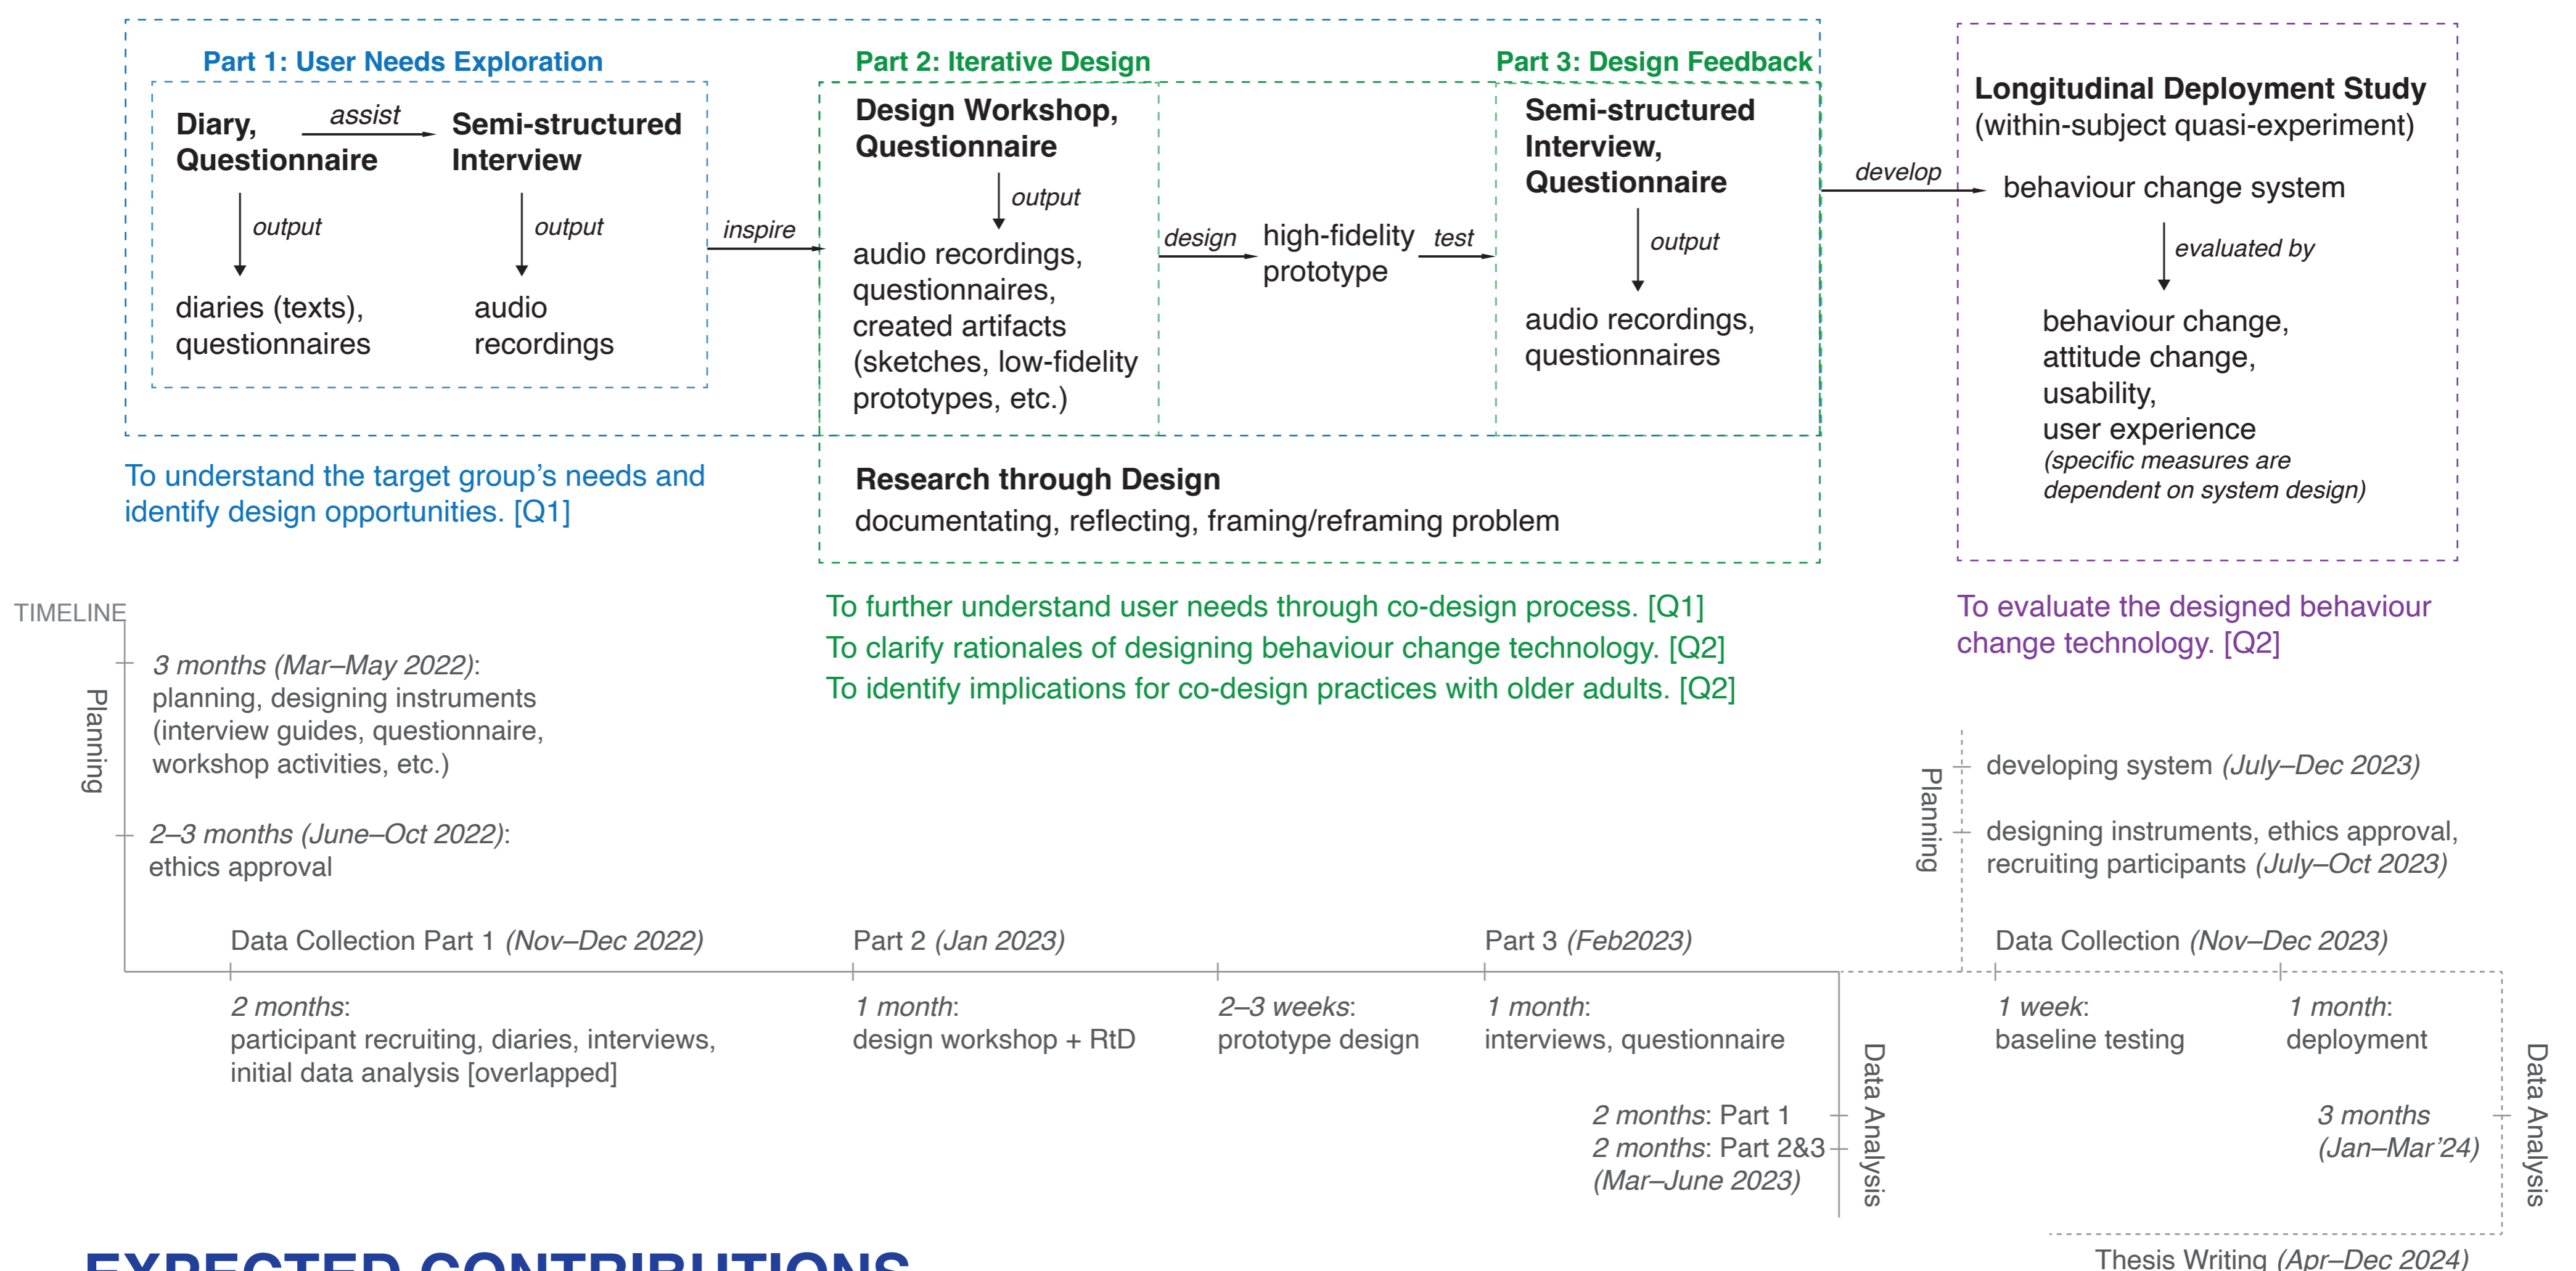 Part 1: User Needs Exploration
Diary,
Questionnaire
assist
Semi-structured
Interview
output
output
diaries (texts),
questionnaires
audio
recordings
inspire
Part 2: Iterative Design
Design Workshop,
Questionnaire
output
audio recordings,
questionnaires,
created artifacts
(sketches, low-fidelity
prototypes, etc.)
design
high-fidelity
prototype
test
Part 3: Design Feedback
Semi-structured
Interview,
Questionnaire
output
audio recordings,
questionnaires
Research through Design
documentating, reflecting, framing/reframing problem
develop
Longitudinal Deployment Study
(within-subject quasi-experiment)
behaviour change system
evaluated by
behaviour change,
attitude change,
usability,
user experience
(specific measures are
dependent on system design)
To understand the target group's needs and
identify design opportunities. [Q1]
To further understand user needs through co-design process. [Q1]
To clarify rationales of designing behaviour change technology. [Q2]
To identify implications for co-design practices with older adults. [Q2]
To evaluate the designed behaviour
change technology. [Q2]
TIMELINE
Planning
3 months (Mar–May 2022):
planning, designing instruments
(interview guides, questionnaire,
workshop activities, etc.)
2–3 months (June–Oct 2022):
ethics approval
Data Collection Part 1 (Nov–Dec 2022)
2 months:
participant recruiting, diaries, interviews,
initial data analysis [overlapped]
Part 2 (Jan 2023)
1 month:
design workshop + RtD
2–3 weeks:
prototype design
Part 3 (Feb2023)
1 month:
interviews, questionnaire
Data Analysis
2 months: Part 1
2 months: Part 2&3
(Mar–June 2023)
Planning
developing system (July–Dec 2023)
designing instruments, ethics approval,
recruiting participants (July–Oct 2023)
Data Collection (Nov–Dec 2023)
1 week:
baseline testing
1 month:
deployment
Data Analysis
3 months
(Jan–Mar'24)
Thesis Writing (Apr–Dec 2024)
EXPECTED CONTRIBUTIONS